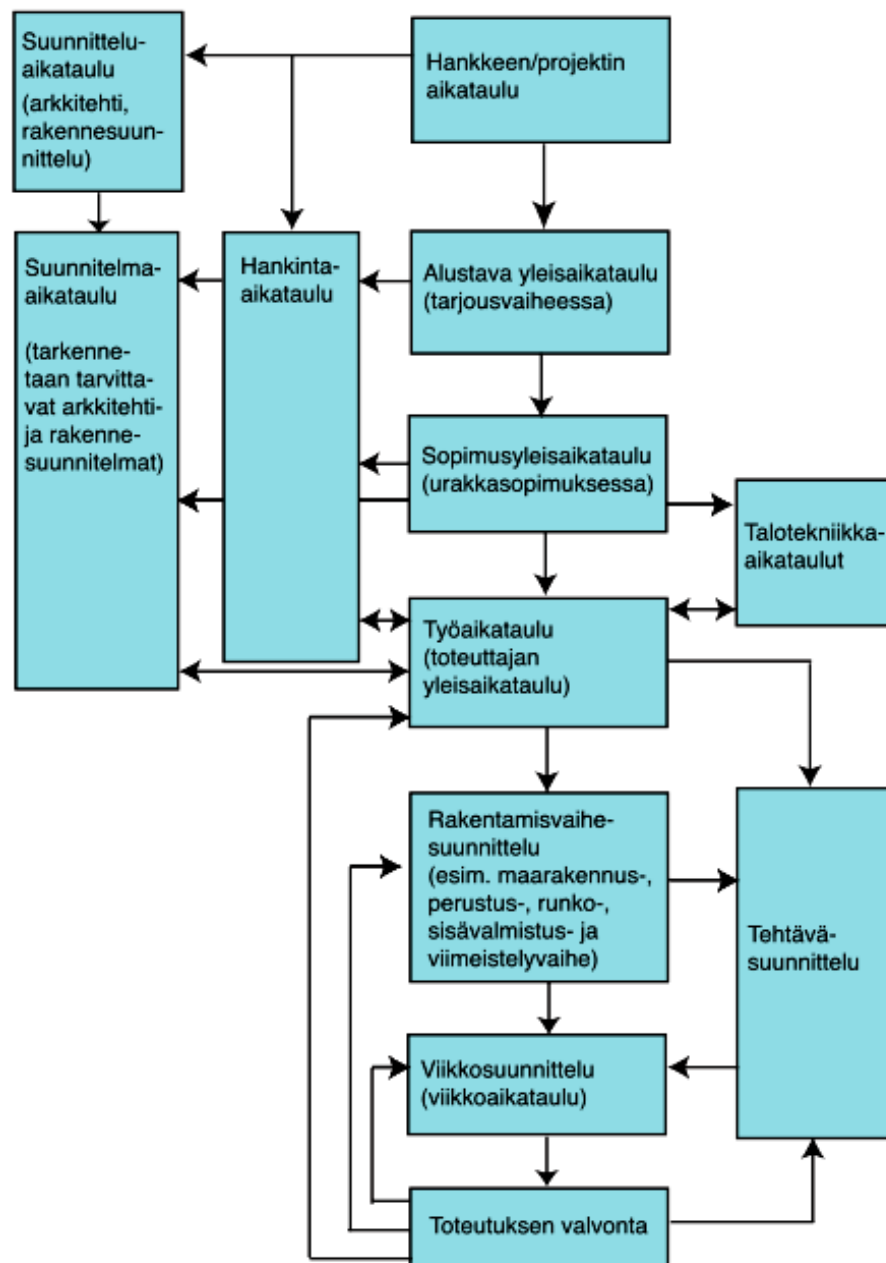 Suunnittelu-
aikataulu
(arkkitehti,
rakennesuun-
nittelu)
Hankkeen/projektin
aikataulu
Suunnitelma-
aikataulu
(tarkenne-
taan tarvitta-
vat arkkitehti-
ja rakenne-
suunnitelmat)
Hankinta-
aikataulu
Alustava yleisaikataulu
(tarjousvaiheessa)
Sopimusyleisaikataulu
(urakkasopimuksessa)
Talotekniikka-
aikataulut
Työaikataulu
(toteuttajan
yleisaikataulu)
Rakentamisvaihe-
suunnittelu
(esim. maarakennus-,
perustus-, runko-,
sisävalmistus- ja
viimeistelyvaihe)
Tehtävä-
suunnittelu
Viikkosuunnittelu
(viikkoaikataulu)
Toteutuksen valvonta